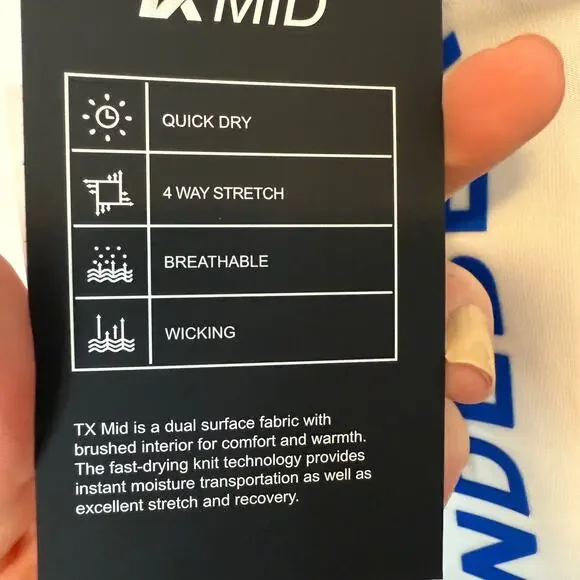 TX MID
QUICK DRY
4 WAY STRETCH
BREATHABLE
WICKING
TX Mid is a dual surface fabric with
brushed interior for comfort and warmth.
The fast-drying knit technology provides
instant moisture transportation as well as
excellent stretch and recovery.